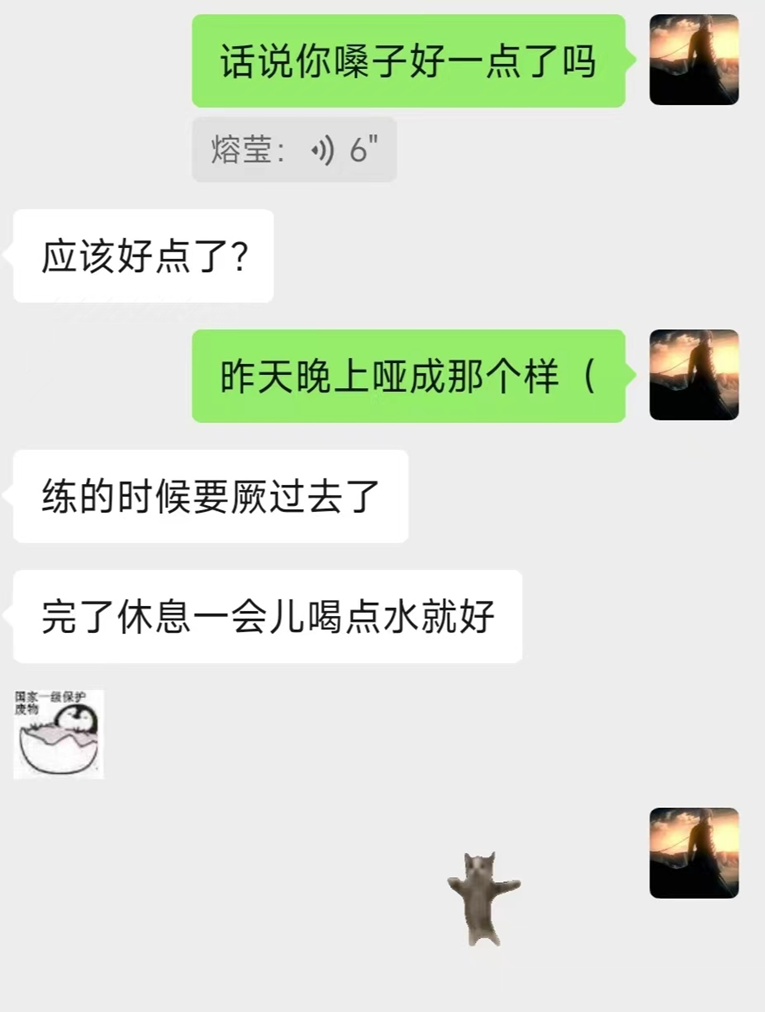 话说你嗓子好一点了吗
熔莹： 6"
应该好点了？
昨天晚上哑成那个样（
练的时候要厥过去了
完了休息一会儿喝点水就好
国家一级保护
废物